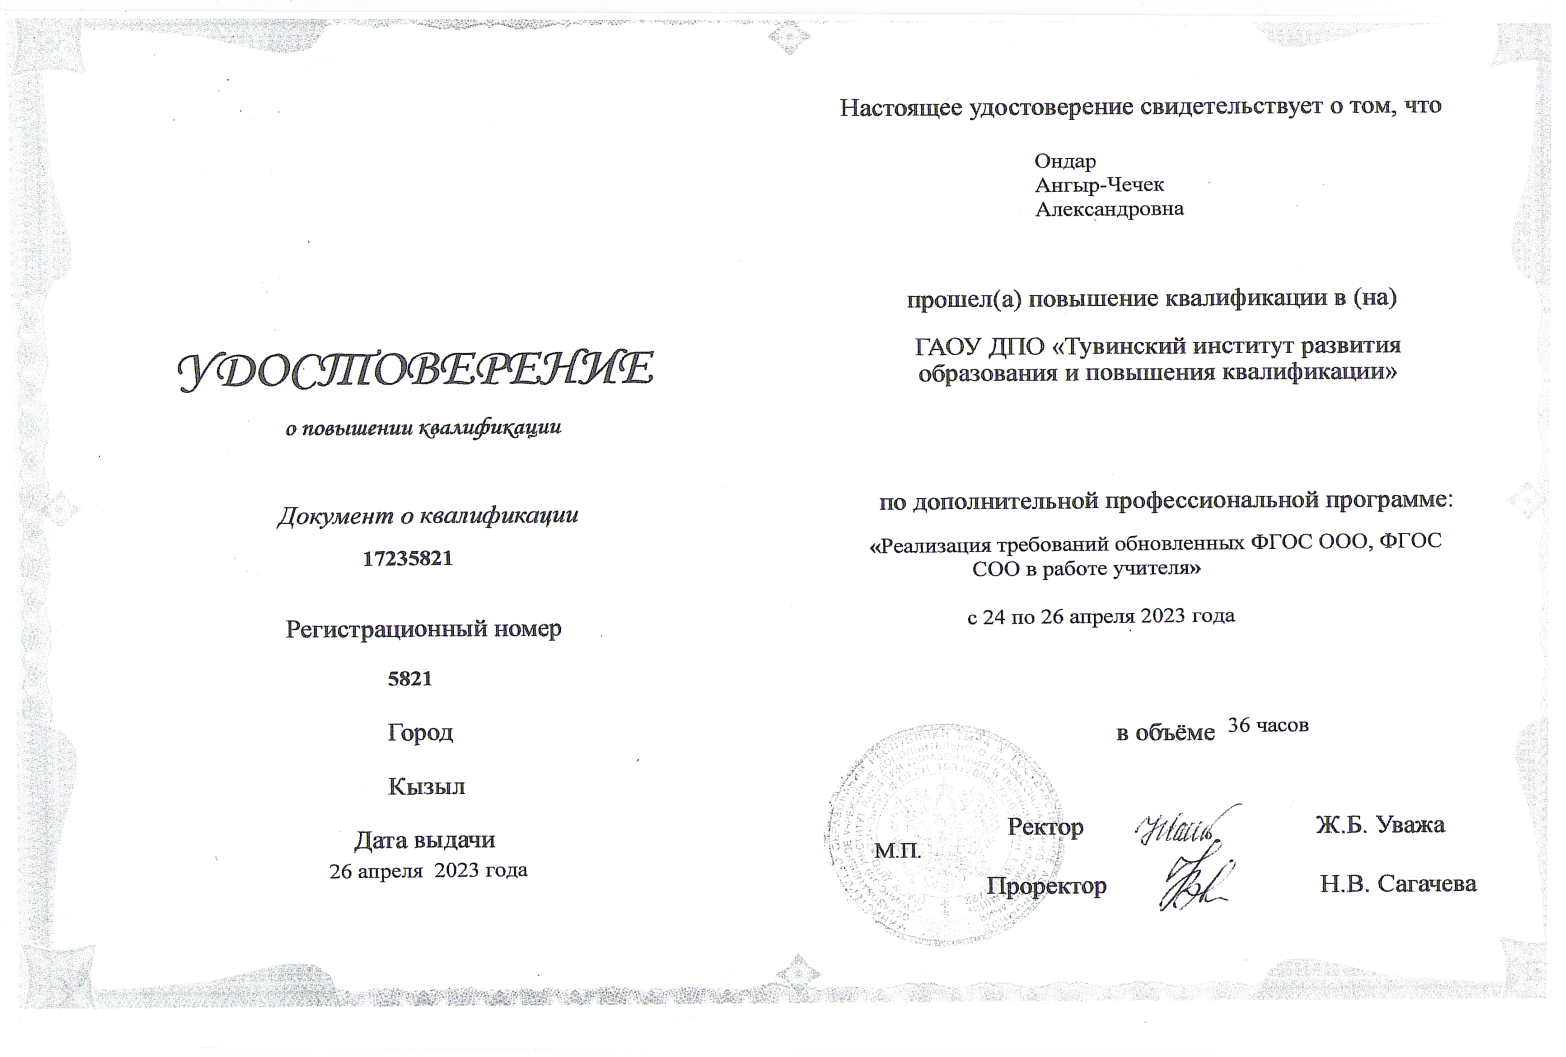 УДОСТОВЕРЕНИЕ
о повышении квалификации
Документ о квалификации
17235821
Регистрационный номер
5821
Город
Кызыл
Дата выдачи
26 апреля 2023 года
Настоящее удостоверение свидетельствует о том, что
Ондар
Ангыр-Чечек
Александровна
прошел(а) повышение квалификации в (на)
ГАОУ ДПО «Тувинский институт развития
образования и повышения квалификации»
по дополнительной профессиональной программе:
«Реализация требований обновленных ФГОС ООО, ФГОС
СОО в работе учителя»
с 24 по 26 апреля 2023 года
в объёме 36 часов
Ректор Ж.Б. Уважа
М.П.
Проректор Н.В. Сагачева